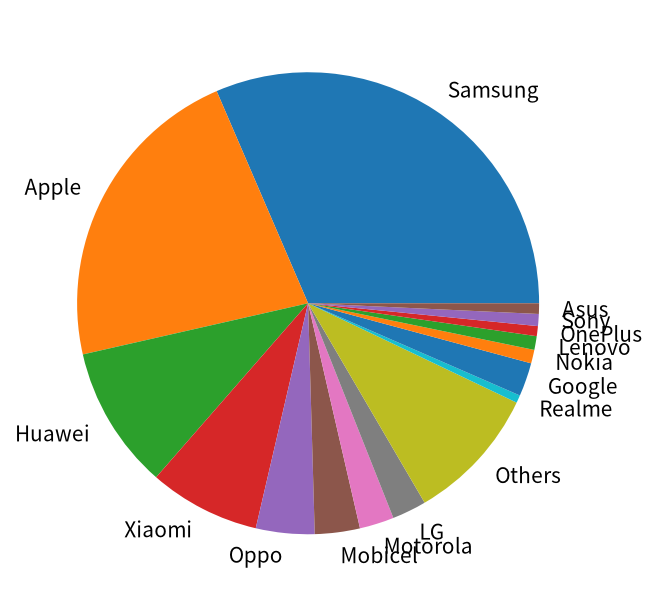 Samsung
Apple
Huawei
Xiaomi
Oppo
Mobicel
Motorola
LG
Others
Realme
Google
Nokia
Lenovo
OnePlus
Sony
Asus